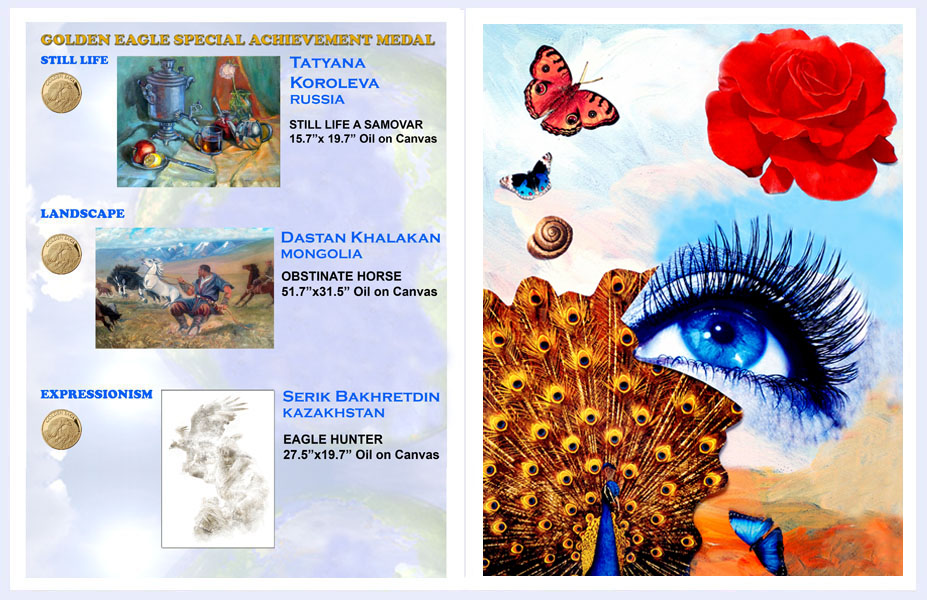 GOLDEN EAGLE SPECIAL ACHIEVEMENT MEDAL
STILL LIFE
TATYANA
KOROLEVA
RUSSIA
STILL LIFE A SAMOVAR
15.7”x 19.7” Oil on Canvas
LANDSCAPE
DASTAN KHALAKAN
MONGOLIA
OBSTINATE HORSE
51.7”x31.5” Oil on Canvas
EXPRESSIONISM
SERIK BAKHRETDIN
KAZAKHSTAN
EAGLE HUNTER
27.5”x19.7” Oil on Canvas